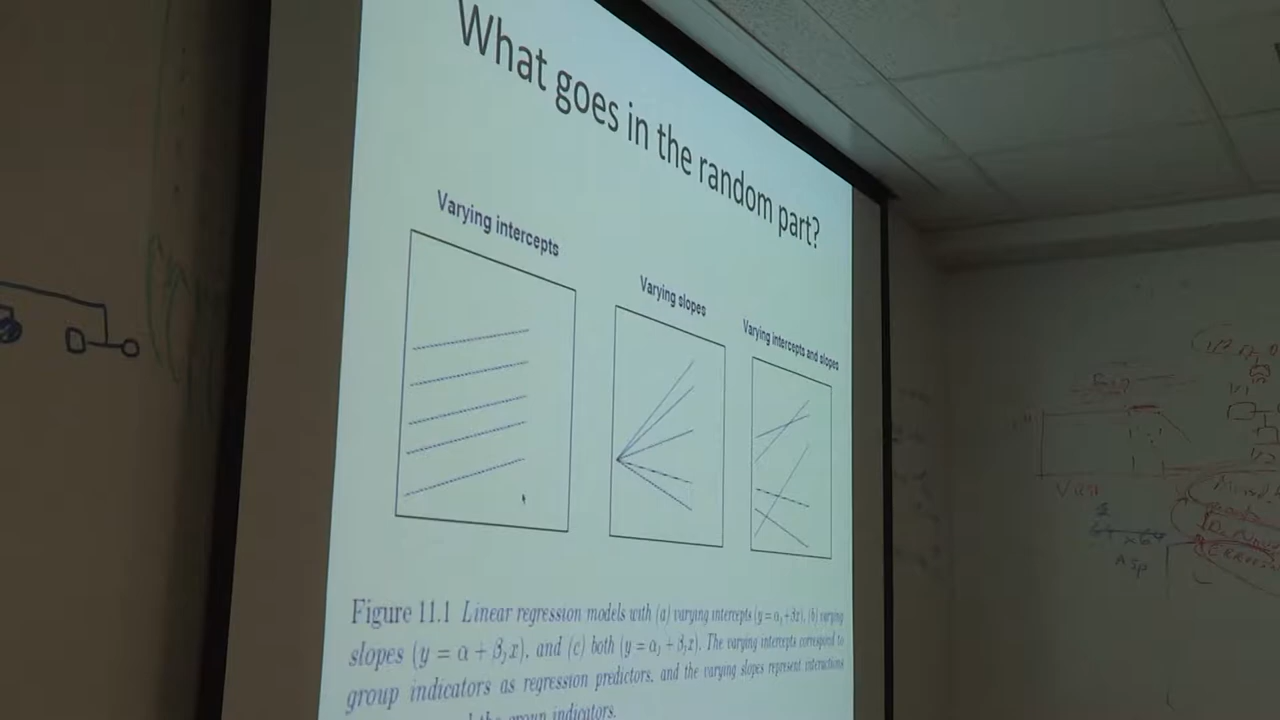 What goes in the random part?
Varying intercepts
Varying slopes
Varying intercepts and slopes
Figure 11.1 Linear regression models with (a) varying intercepts (y = αⱼ + βx), (b) varying
slopes (y = α + βⱼx), and (c) both (y = αⱼ + βⱼx). The varying intercepts correspond to
group indicators as regression predictors, and the varying slopes represent interactions
the group indicators.
Asp